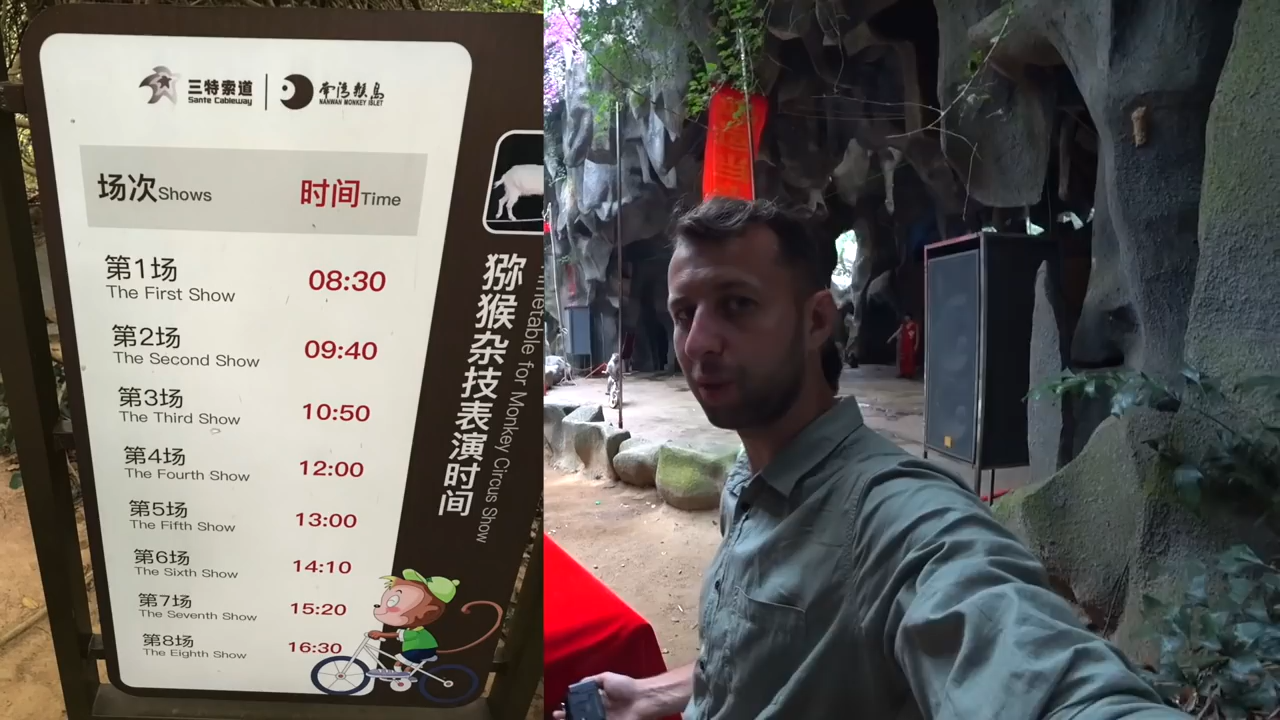 三特索道
Sante Cableway
南湾猴岛
NANWAN MONKEY ISLET
场次Shows 时间Time
第1场 08:30
The First Show
第2场 09:40
The Second Show
第3场 10:50
The Third Show
第4场 12:00
The Fourth Show
第5场 13:00
The Fifth Show
第6场 14:10
The Sixth Show
第7场 15:20
The Seventh Show
第8场 16:30
The Eighth Show
猕猴杂技表演时间
Timetable for Monkey Circus Show